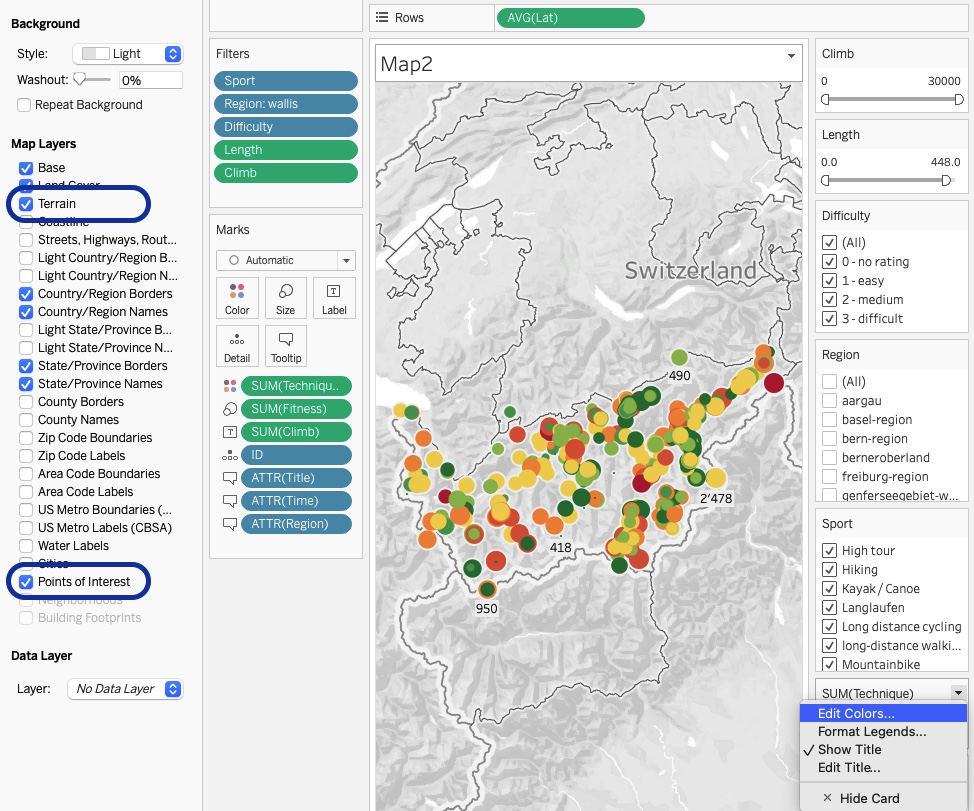 Background
Style:
Light
Washout:
0%
Repeat Background
Map Layers
Base
Land Cover
Terrain
Coastline
Streets, Highways, Rout...
Light Country/Region B...
Light Country/Region N...
Country/Region Borders
Country/Region Names
Light State/Province B...
Light State/Province N...
State/Province Borders
State/Province Names
County Borders
County Names
Zip Code Boundaries
Zip Code Labels
Area Code Boundaries
Area Code Labels
US Metro Boundaries (...
US Metro Labels (CBSA)
Water Labels
Cities
Points of Interest
Neighborhoods
Building Footprints
Data Layer
Layer:
No Data Layer
Filters
Sport
Region: wallis
Difficulty
Length
Climb
Marks
Automatic
Color
Size
Label
Detail
Tooltip
SUM(Techniqu..
SUM(Fitness)
SUM(Climb)
ID
ATTR(Title)
ATTR(Time)
ATTR(Region)
Rows
AVG(Lat)
Map2
Switzerland
490
2'478
418
950
Climb
0 30000
Length
0.0 448.0
Difficulty
(All)
0 - no rating
1 - easy
2 - medium
3 - difficult
Region
(All)
aargau
basel-region
bern-region
berneroberland
freiburg-region
genferseegebiet-w...
Sport
High tour
Hiking
Kayak / Canoe
Langlaufen
Long distance cycling
long-distance walki...
Mountainbike
SUM(Technique)
Edit Colors...
Format Legends...
Show Title
Edit Title...
Hide Card